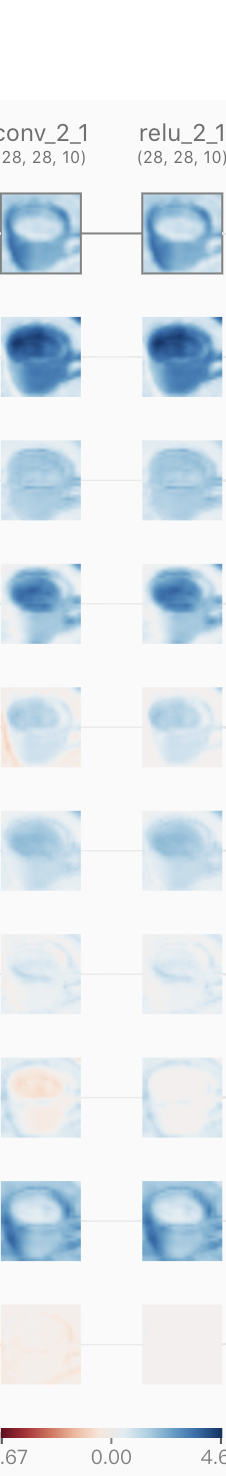 conv_2_1 relu_2_1
28, 28, 10) (28, 28, 10)
.67 0.00 4.6